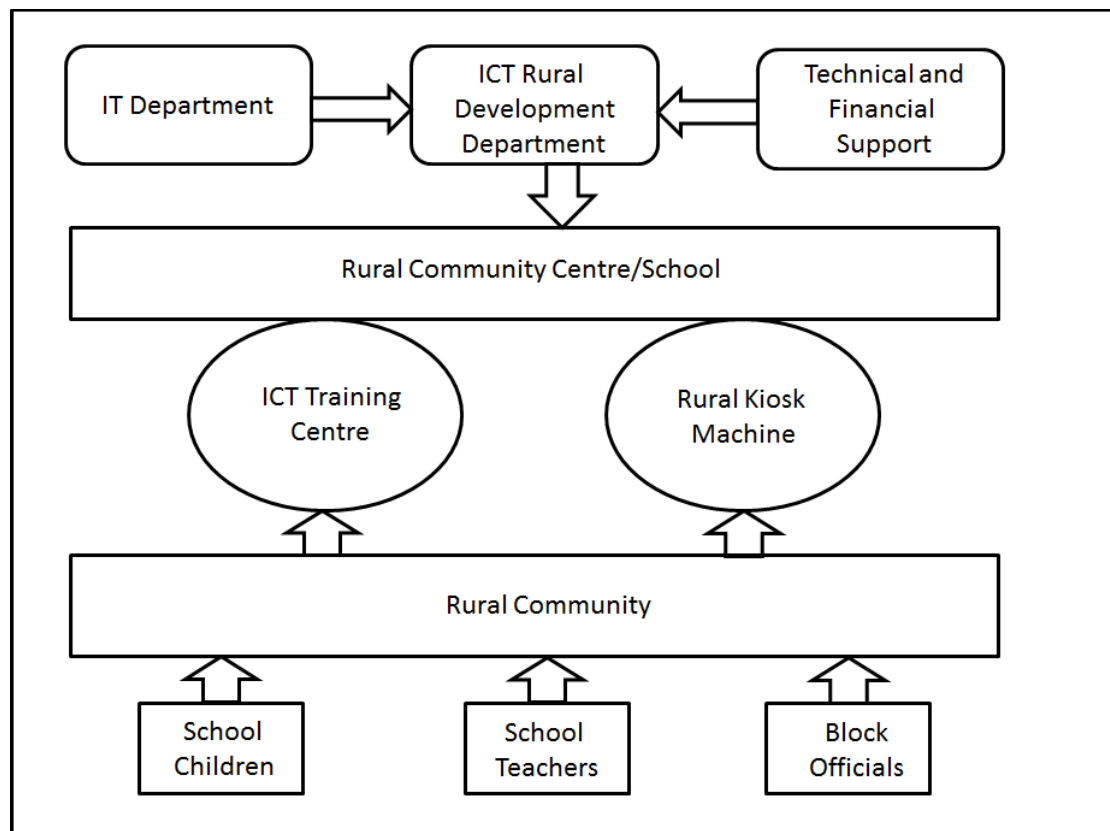 IT Department
ICT Rural
Development
Department
Technical and
Financial
Support
Rural Community Centre/School
ICT Training
Centre
Rural Kiosk
Machine
Rural Community
School
Children
School
Teachers
Block
Officials